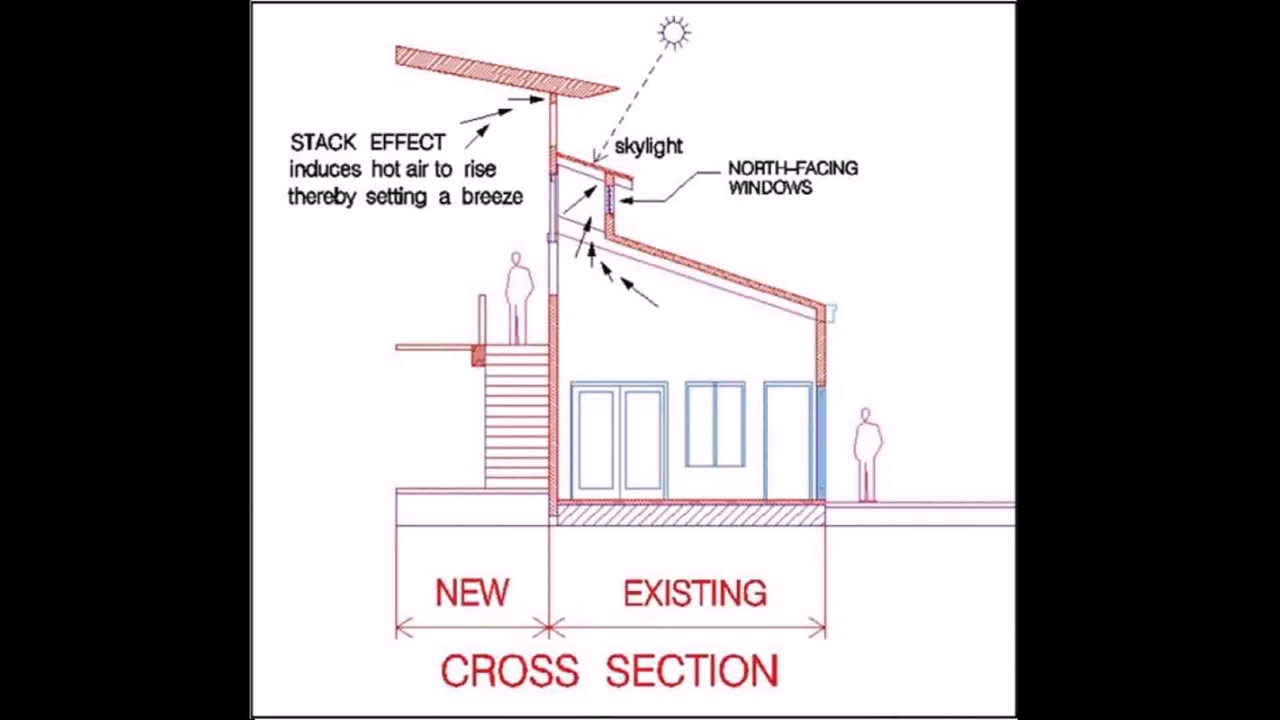 STACK EFFECT
induces hot air to rise
thereby setting a breeze
skylight
NORTH-FACING
WINDOWS
NEW
EXISTING
CROSS SECTION